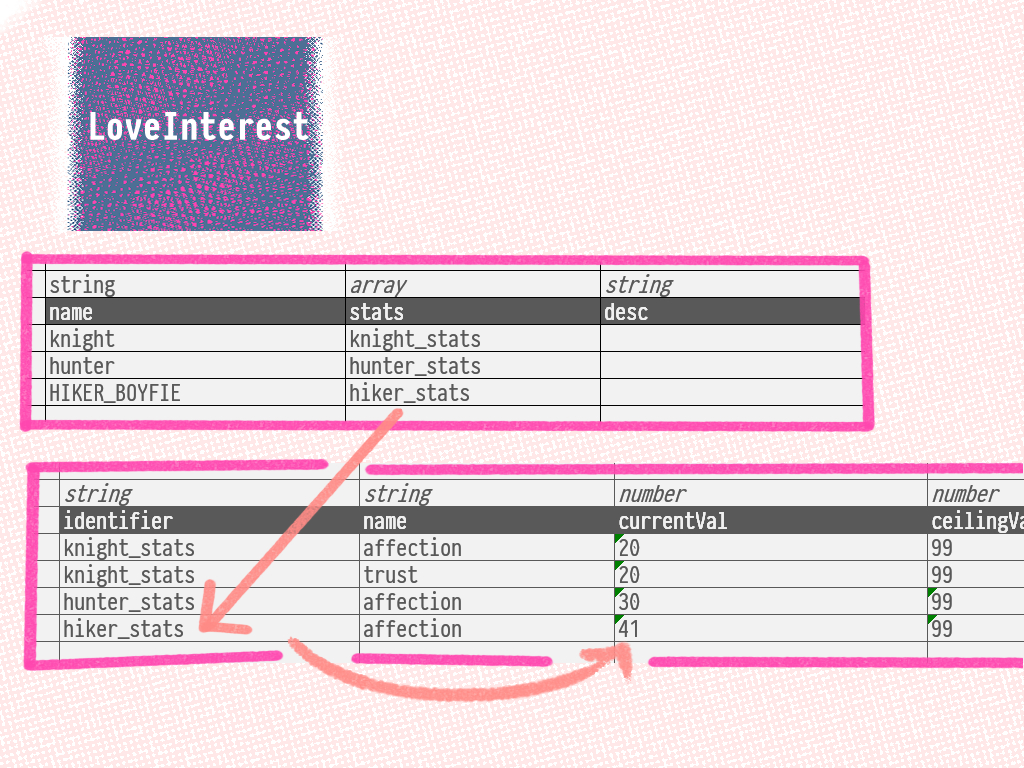 LoveInterest
string array string
name stats desc
knight knight_stats
hunter hunter_stats
HIKER_BOYFIE hiker_stats
string string number number
identifier name currentVal ceilingVa
knight_stats affection 20 99
knight_stats trust 20 99
hunter_stats affection 30 99
hiker_stats affection 41 99